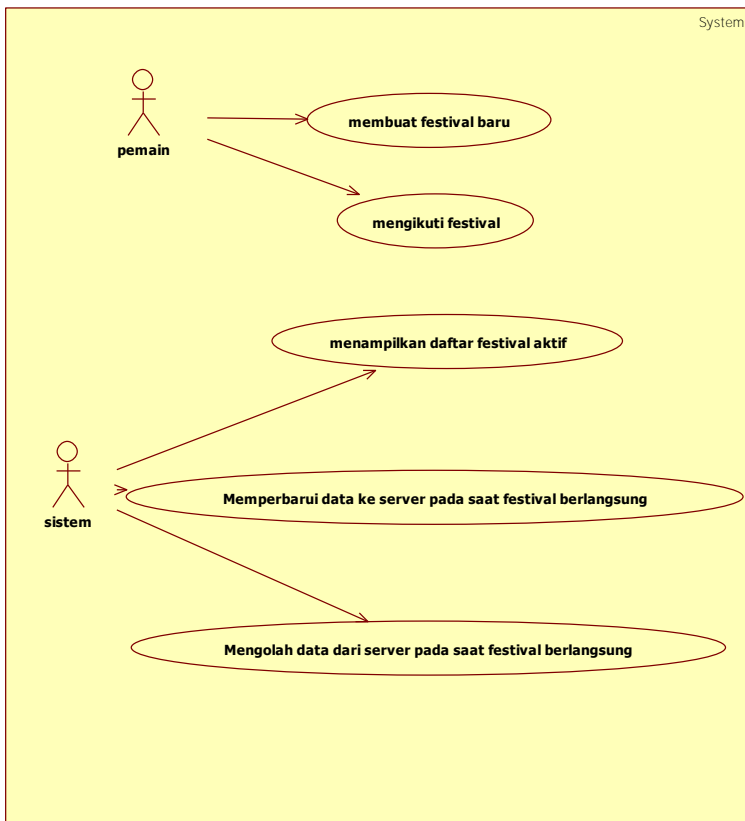 System
pemain
membuat festival baru
mengikuti festival
menampilkan daftar festival aktif
sistem
Memperbarui data ke server pada saat festival berlangsung
Mengolah data dari server pada saat festival berlangsung